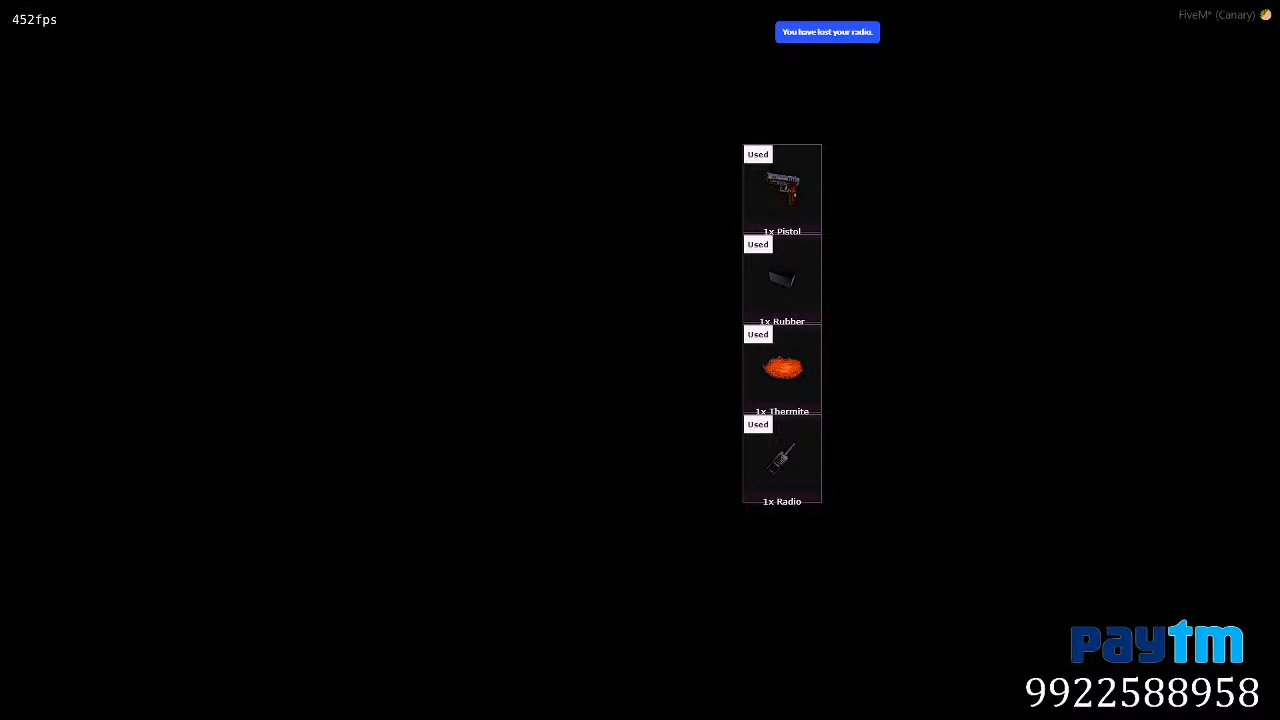 452fps
FiveM* (Canary)
You have lost your radio.
Used
1x Pistol
Used
1x Rubber
Used
1x Thermite
Used
1x Radio
paytm
9922588958